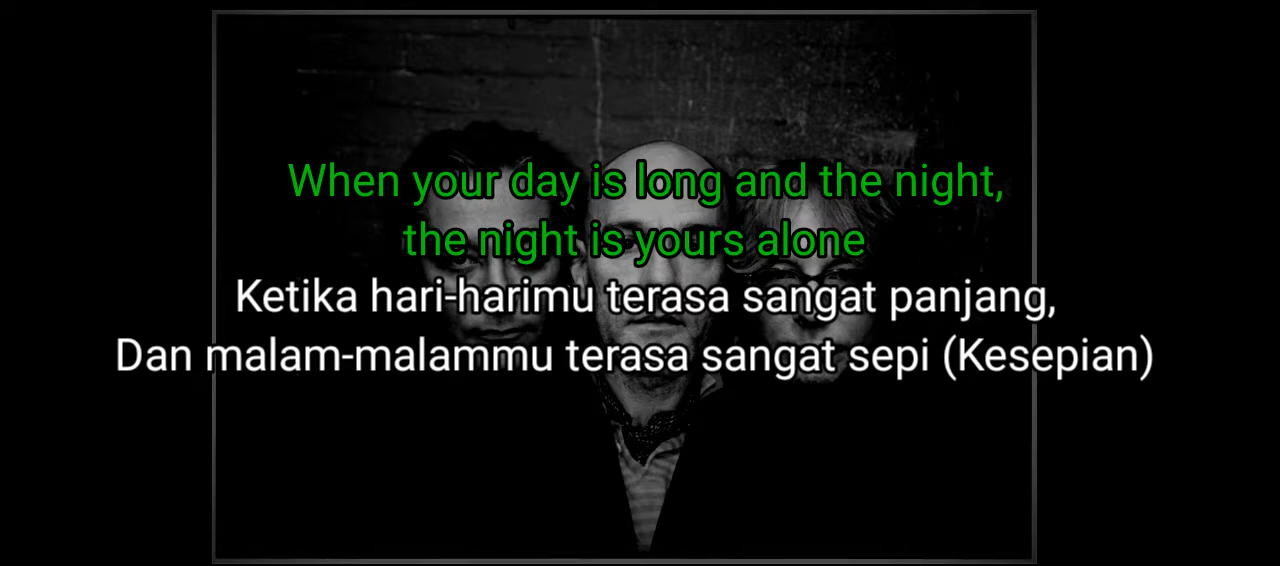 When your day is long and the night,
the night is yours alone
Ketika hari-harimu terasa sangat panjang,
Dan malam-malammu terasa sangat sepi (Kesepian)